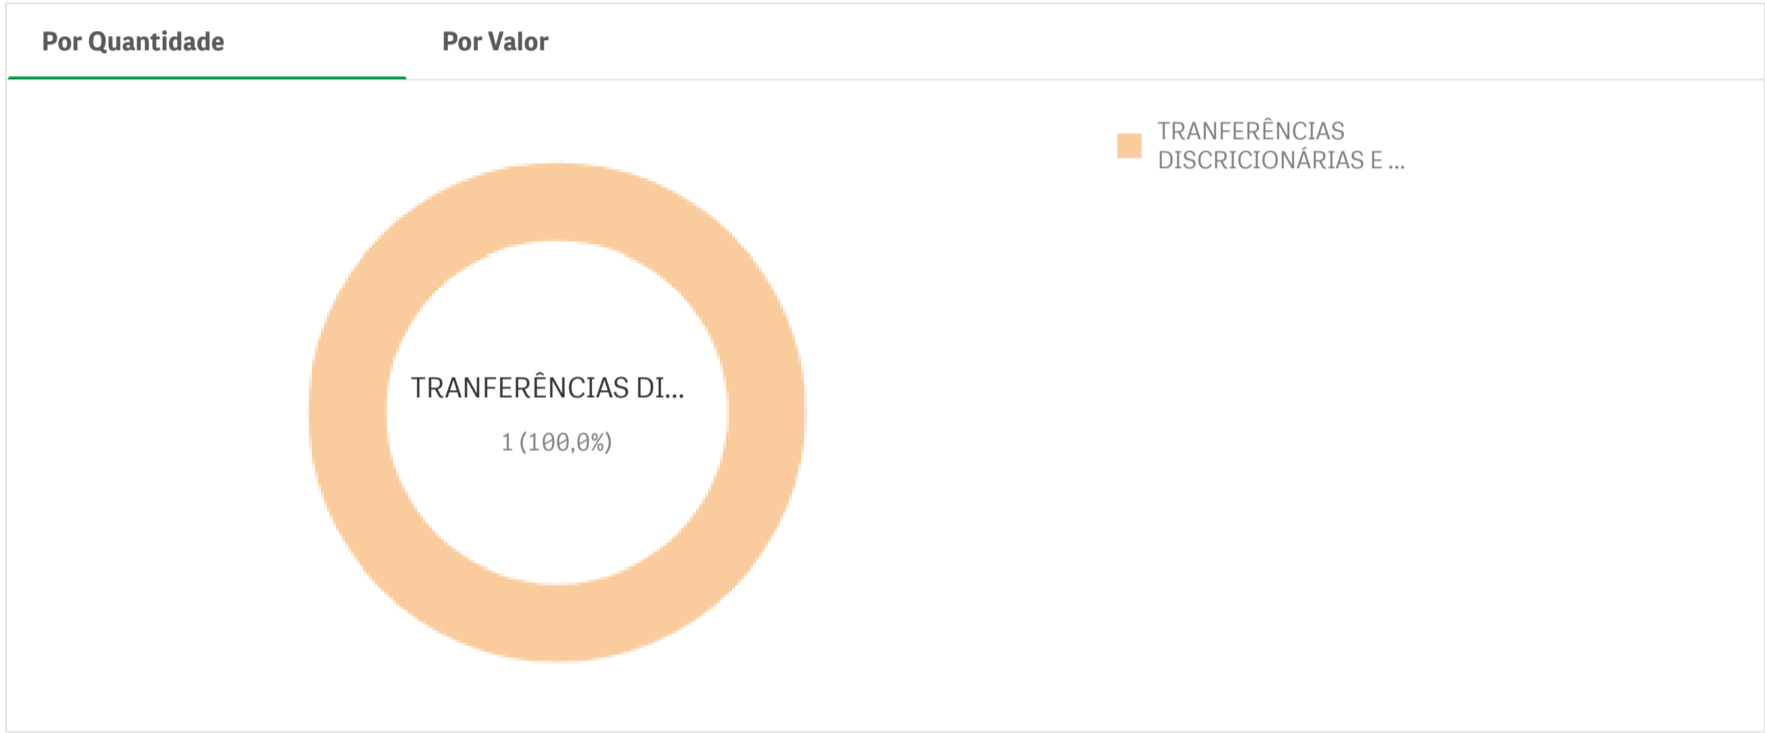 Por Quantidade
Por Valor
TRANFERÊNCIAS
DISCRICIONÁRIAS E ...
TRANFERÊNCIAS DI...
1 (100,0%)